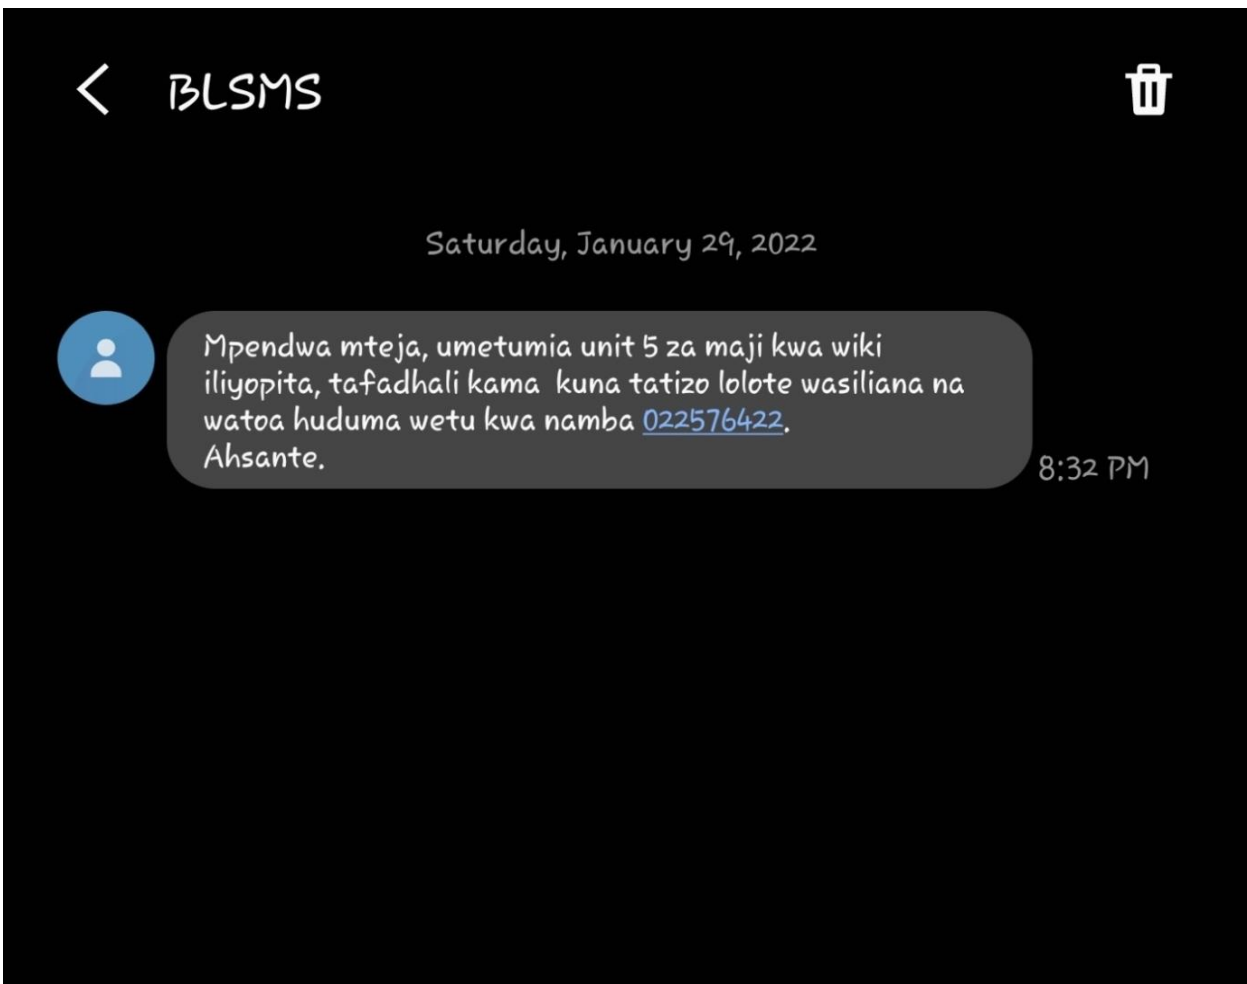 BLSMS
Saturday, January 29, 2022
Mpendwa mteja, umetumia unit 5 za maji kwa wiki
iliyopita, tafadhali kama  kuna tatizo lolote wasiliana na
watoa huduma wetu kwa namba 022576422.
Ahsante.
8:32 PM